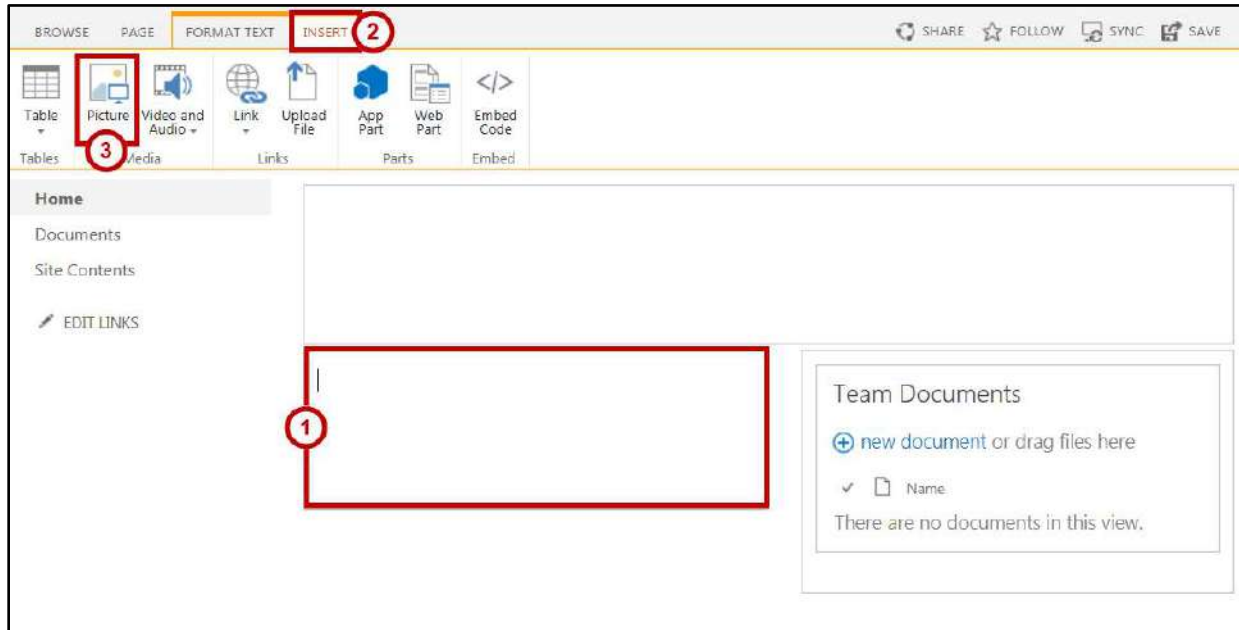 BROWSE PAGE FORMAT TEXT INSERT 2 SHARE FOLLOW SYNC SAVE
Table Picture Video and Audio Link Upload File App Part Web Part </> Embed Code
3
Tables Media Links Parts Embed
Home
Documents
Site Contents
EDIT LINKS
1
Team Documents
new document or drag files here
Name
There are no documents in this view.